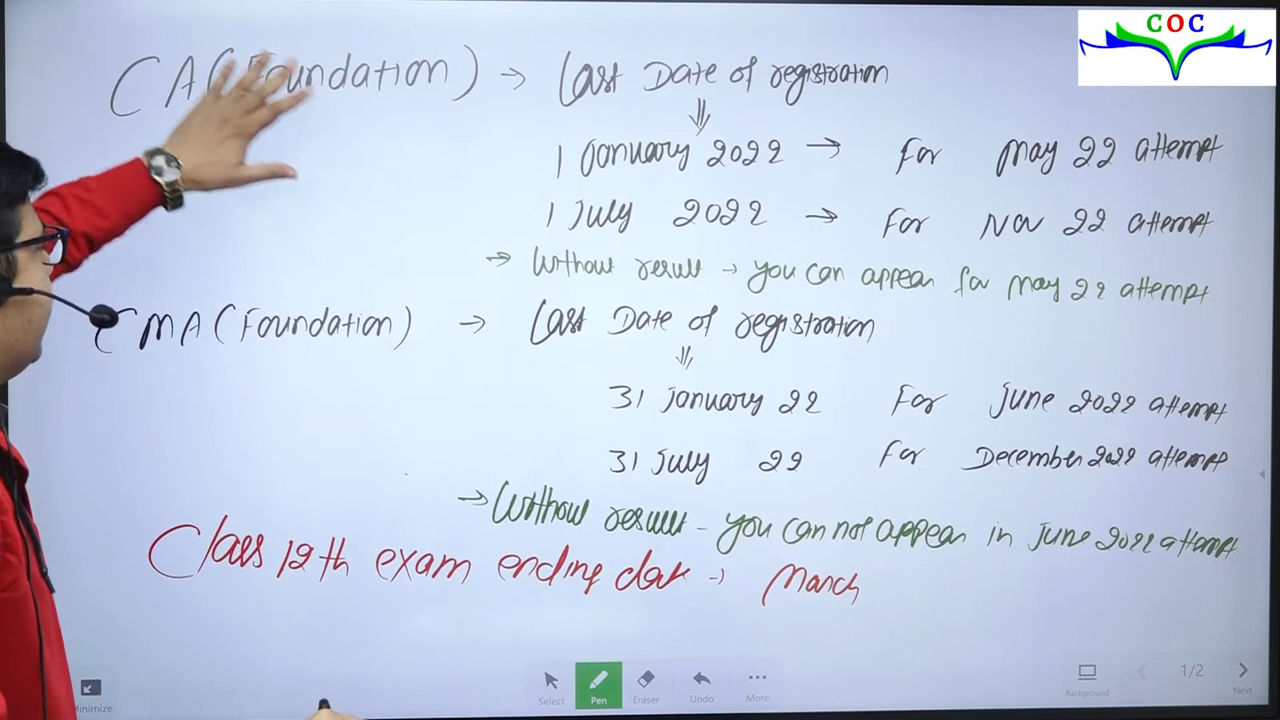 COC
CA (Foundation) → Last Date of registration
1 January 2022 → for may 22 attempt
1 July 2022 → for Nov 22 attempt
→ Without result → you can appear for may 22 attempt.
CMA (Foundation) → Last Date of registration
31 January 22 for June 2022 attempt
31 July 22 for December 2022 attempt
→ Without result - you can not appear in June 2022 attempt.
Class 12th exam ending date → March
Minimize Select Pen Eraser Undo More Background 1/2 Next